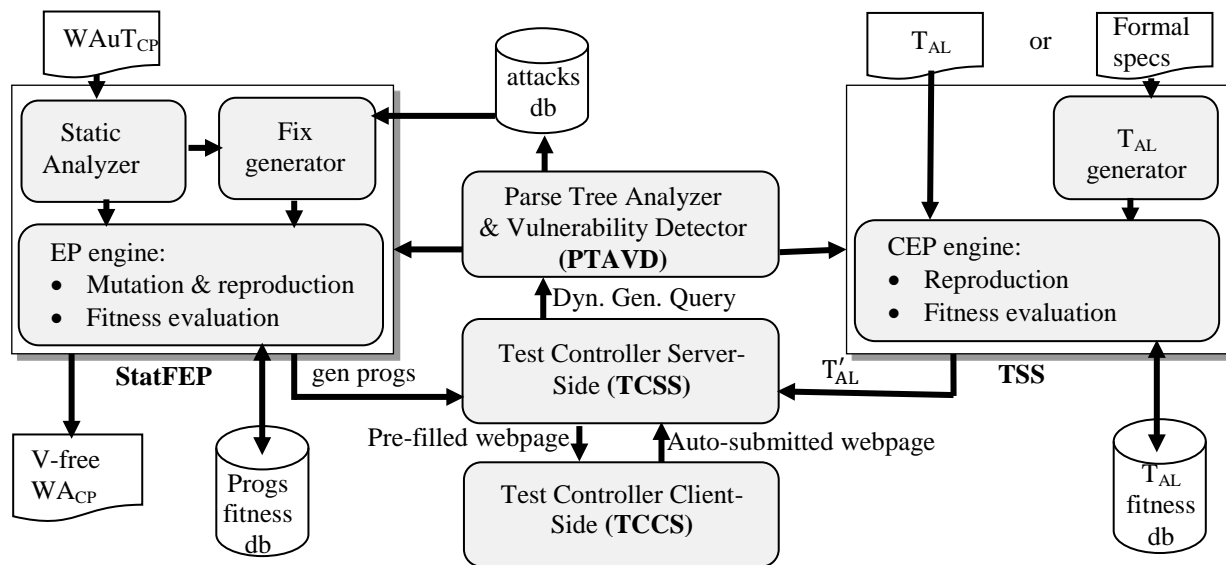 WAuT_CP
attacks
db
T_AL
or
Formal
specs
Static
Analyzer
Fix
generator
Parse Tree Analyzer
& Vulnerability Detector
(PTAVD)
T_AL
generator
EP engine:
• Mutation & reproduction
• Fitness evaluation
CEP engine:
• Reproduction
• Fitness evaluation
Dyn. Gen. Query
StatFEP
gen progs
Test Controller Server-
Side (TCSS)
T′_AL
TSS
Pre-filled webpage
Auto-submitted webpage
V-free
WA_CP
Progs
fitness
db
Test Controller Client-
Side (TCCS)
T_AL
fitness
db